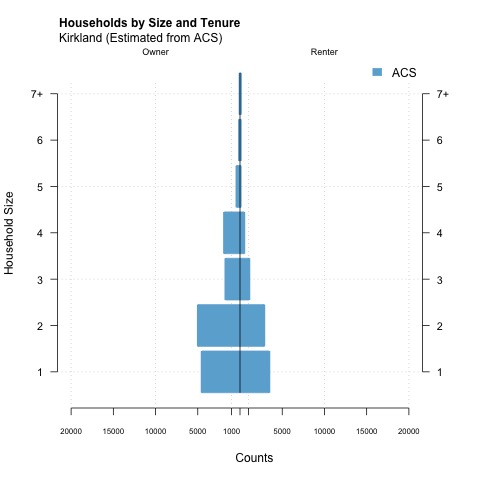 Households by Size and Tenure
Kirkland (Estimated from ACS)
Owner Renter
ACS
Household Size
7+ 7+
6 6
5 5
4 4
3 3
2 2
1 1
20000 15000 10000 5000 1000 5000 10000 15000 20000
Counts